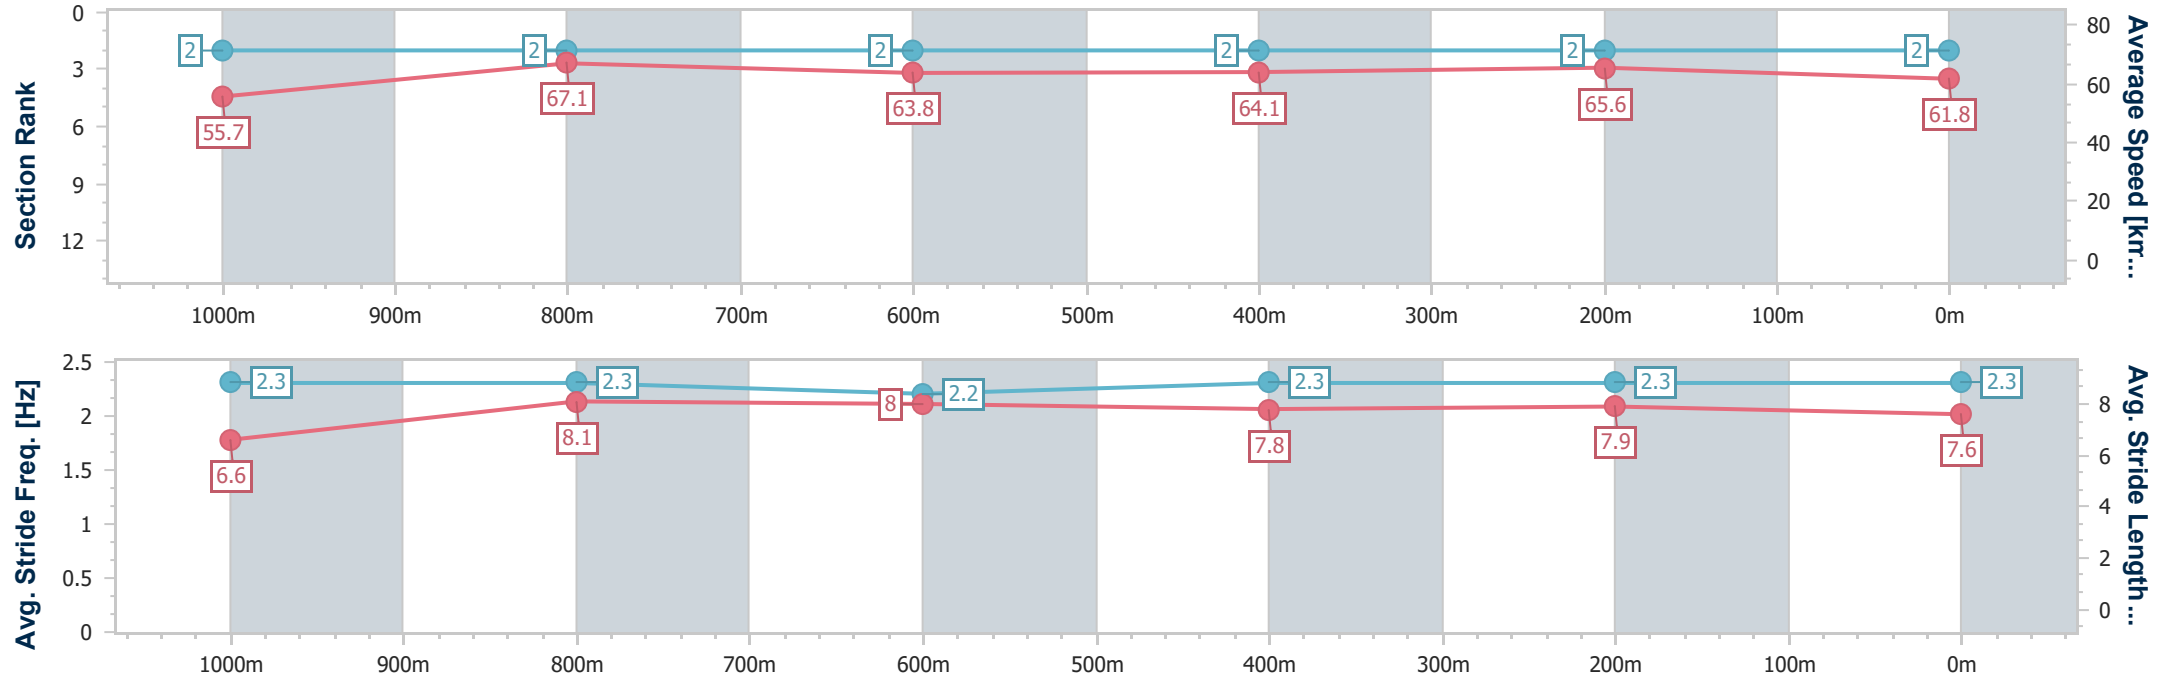 Section Rank
0
3
6
9
12
2
2
2
2
2
2
55.7
67.1
63.8
64.1
65.6
61.8
80
60
40
20
0
Average Speed [km...
1000m
900m
800m
700m
600m
500m
400m
300m
200m
100m
0m
Avg. Stride Freq. [Hz]
2.5
2
1.5
1
0.5
0
2.3
2.3
2.2
2.3
2.3
2.3
6.6
8.1
8
7.8
7.9
7.6
8
6
4
2
0
Avg. Stride Length...
1000m
900m
800m
700m
600m
500m
400m
300m
200m
100m
0m